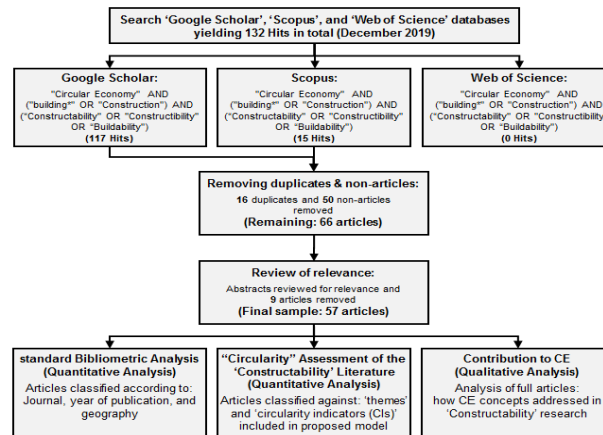 Search ‘Google Scholar’, ‘Scopus’, and ‘Web of Science’ databases
yielding 132 Hits in total (December 2019)
Google Scholar:
"Circular Economy" AND
("building*" OR "Construction") AND
("Constructability" OR "Constructibility"
OR "Buildability")
(117 Hits)
Scopus:
"Circular Economy" AND
("building*" OR "Construction") AND
("Constructability" OR "Constructibility"
OR "Buildability")
(15 Hits)
Web of Science:
"Circular Economy" AND
("building*" OR "Construction") AND
("Constructability" OR "Constructibility"
OR "Buildability")
(0 Hits)
Removing duplicates & non-articles:
16 duplicates and 50 non-articles
removed
(Remaining: 66 articles)
Review of relevance:
Abstracts reviewed for relevance and
9 articles removed
(Final sample: 57 articles)
standard Bibliometric Analysis
(Quantitative Analysis)
Articles classified according to:
Journal, year of publication, and
geography
“Circularity” Assessment of the
‘Constructability’ Literature
(Quantitative Analysis)
Articles classified against: ‘themes’
and ‘circularity indicators (CIs)’
included in proposed model
Contribution to CE
(Qualitative Analysis)
Analysis of full articles:
how CE concepts addressed in
‘Constructability’ research